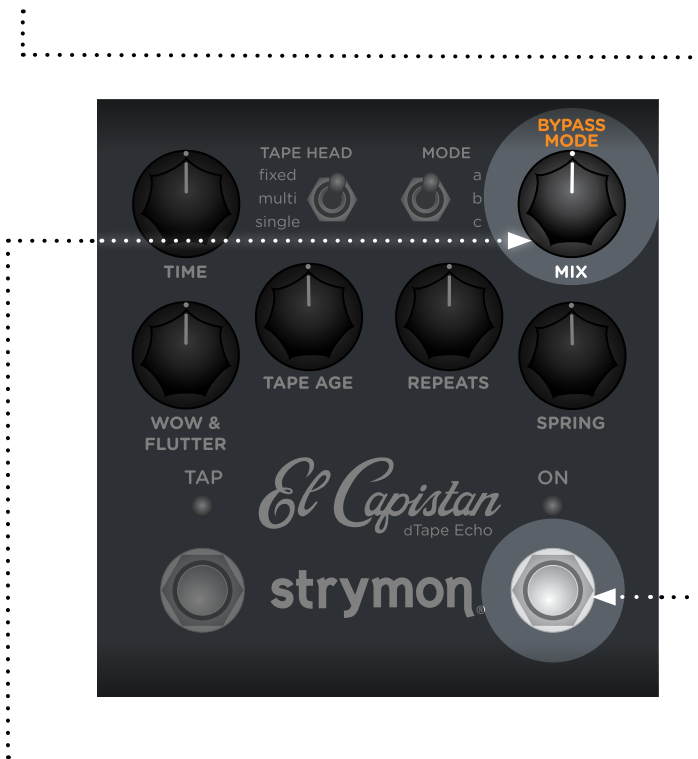 BYPASS
MODE
TAPE HEAD
MODE
fixed
multi
single
a
b
c
TIME
MIX
TAPE AGE
REPEATS
WOW &
FLUTTER
SPRING
TAP
ON
El Capistan
dTape Echo
strymon®